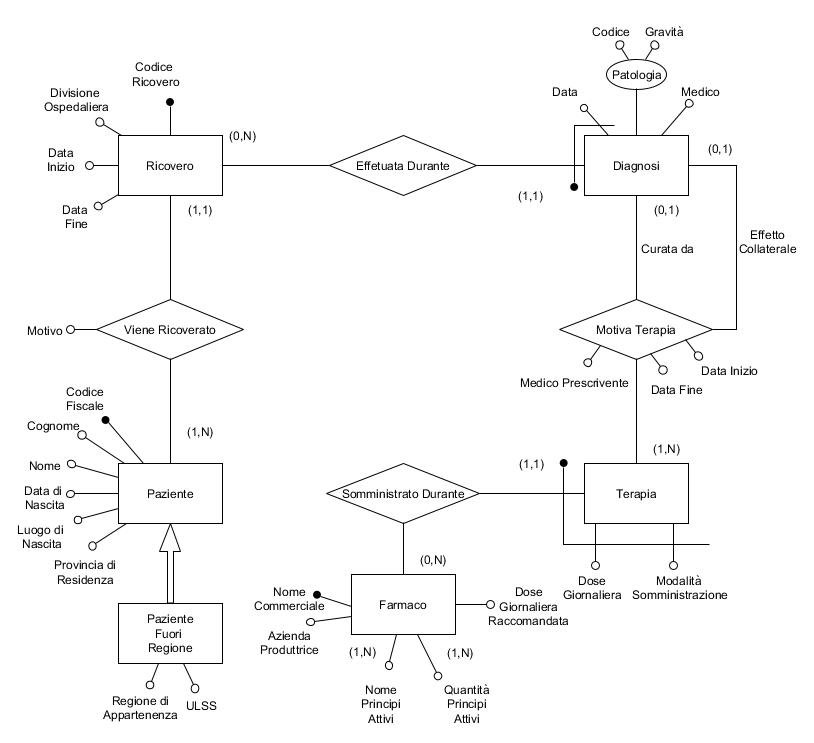 Codice
Gravità
Patologia
Data
Medico
Codice
Ricovero
Divisione
Ospedaliera
Data
Inizio
Data
Fine
Ricovero
(0,N)
(1,1)
Effetuata Durante
(1,1)
Diagnosi
(0,1)
(0,1)
Curata da
Effetto
Collaterale
Motivo
Viene Ricoverato
Motiva Terapia
Medico Prescrivente
Data Fine
Data Inizio
Codice
Fiscale
Cognome
Nome
Data di
Nascita
Luogo di
Nascita
Provincia di
Residenza
(1,N)
Paziente
Somministrato Durante
(1,1)
(1,N)
Terapia
Dose
Giornaliera
Modalità
Somministrazione
(0,N)
Nome
Commerciale
Azienda
Produttrice
Farmaco
Dose
Giornaliera
Raccomandata
(1,N)
(1,N)
Nome
Principi
Attivi
Quantità
Principi
Attivi
Paziente
Fuori
Regione
Regione di
Appartenenza
ULSS